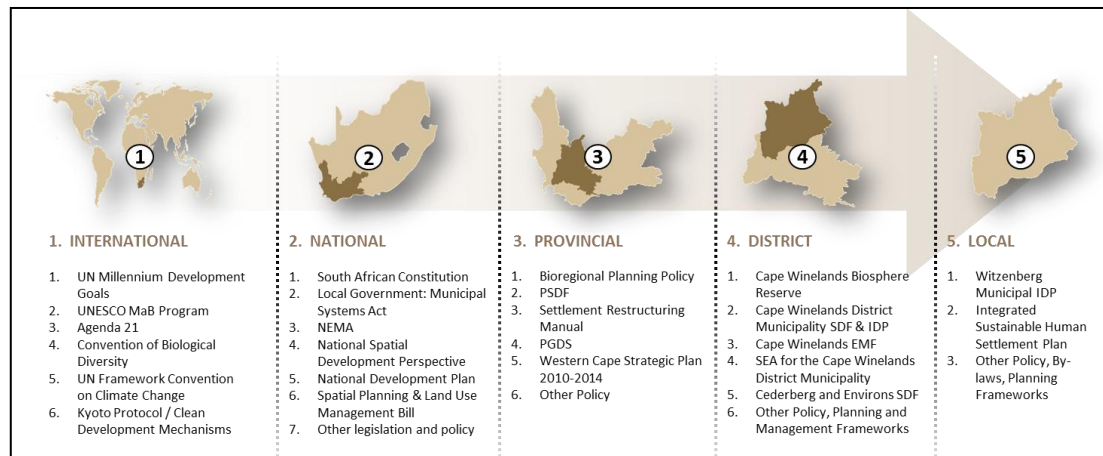 1
2
3
4
5
1. INTERNATIONAL
1. UN Millennium Development
Goals
2. UNESCO MaB Program
3. Agenda 21
4. Convention of Biological
Diversity
5. UN Framework Convention
on Climate Change
6. Kyoto Protocol / Clean
Development Mechanisms
2. NATIONAL
1. South African Constitution
2. Local Government: Municipal
Systems Act
3. NEMA
4. National Spatial
Development Perspective
5. National Development Plan
6. Spatial Planning & Land Use
Management Bill
7. Other legislation and policy
3. PROVINCIAL
1. Bioregional Planning Policy
2. PSDF
3. Settlement Restructuring
Manual
4. PGDS
5. Western Cape Strategic Plan
2010-2014
6. Other Policy
4. DISTRICT
1. Cape Winelands Biosphere
Reserve
2. Cape Winelands District
Municipality SDF & IDP
3. Cape Winelands EMF
4. SEA for the Cape Winelands
District Municipality
5. Cederberg and Environs SDF
6. Other Policy, Planning and
Management Frameworks
5. LOCAL
1. Witzenberg
Municipal IDP
2. Integrated
Sustainable Human
Settlement Plan
3. Other Policy, By-
laws, Planning
Frameworks